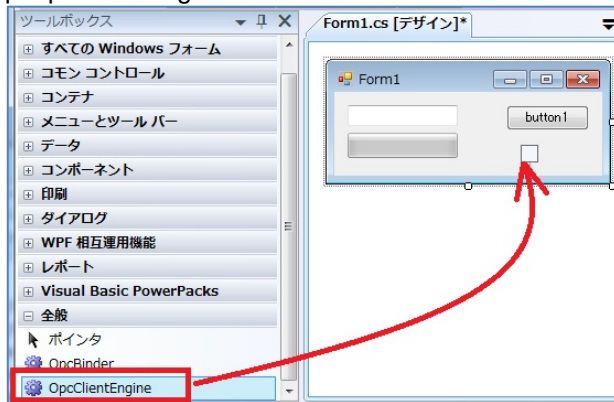 ツールボックス
すべての Windows フォーム
コモン コントロール
コンテナ
メニューとツール バー
データ
コンポーネント
印刷
ダイアログ
WPF 相互運用機能
レポート
Visual Basic PowerPacks
全般
ポインタ
OpcBinder
OpcClientEngine
Form1.cs [デザイン]*
Form1
button1